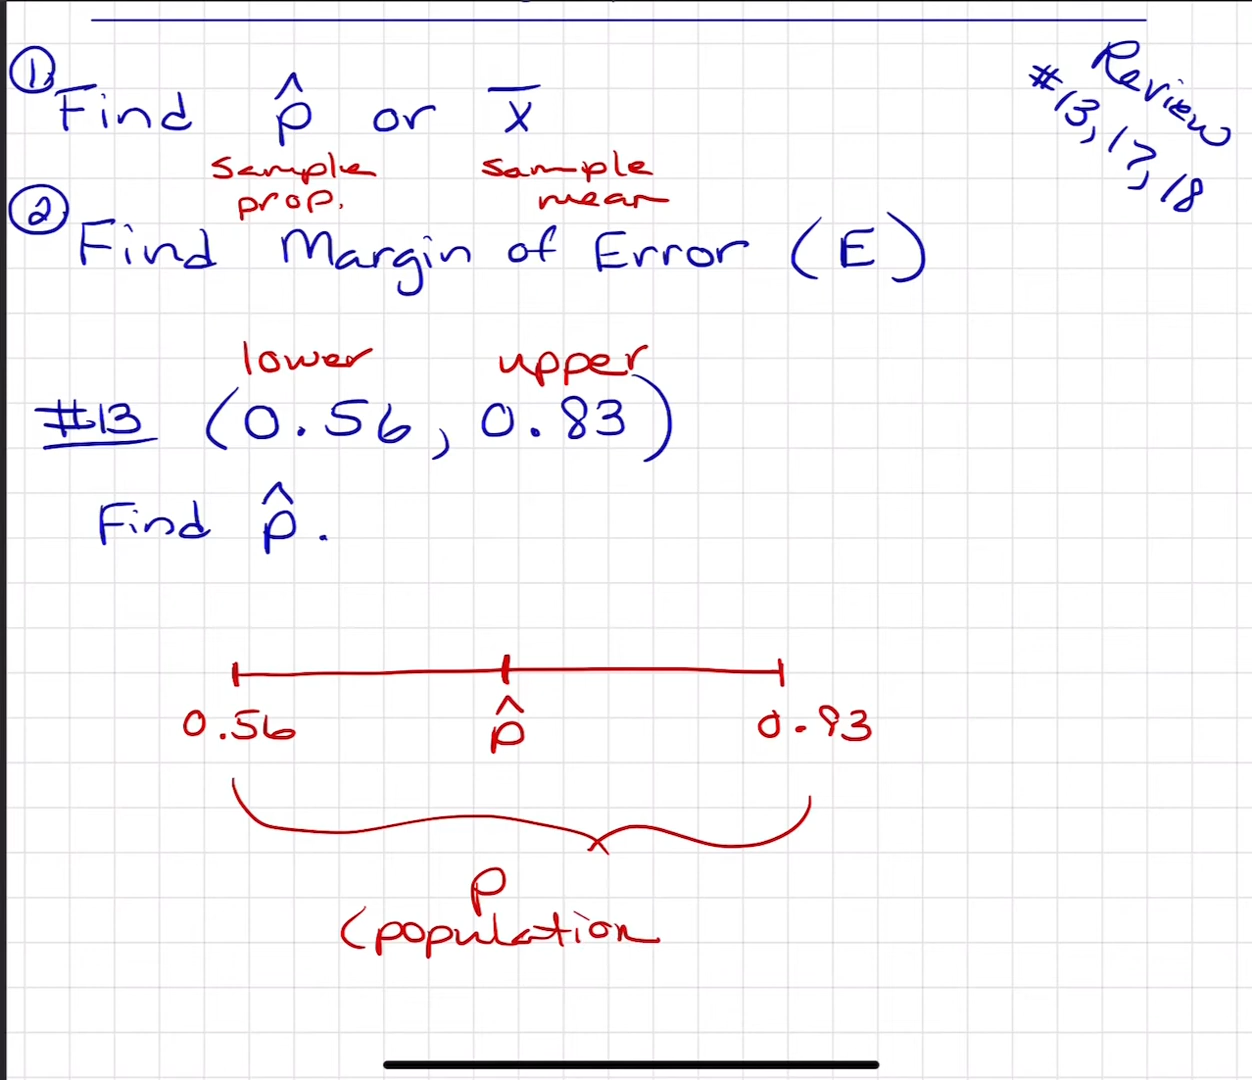 ① Find p̂ or x̄
sample prop. sample mean
② Find Margin of Error (E)
Review
#13, 17, 18
lower upper
#13 (0.56, 0.83)
Find p̂.
0.56 p̂ 0.83
p
(population